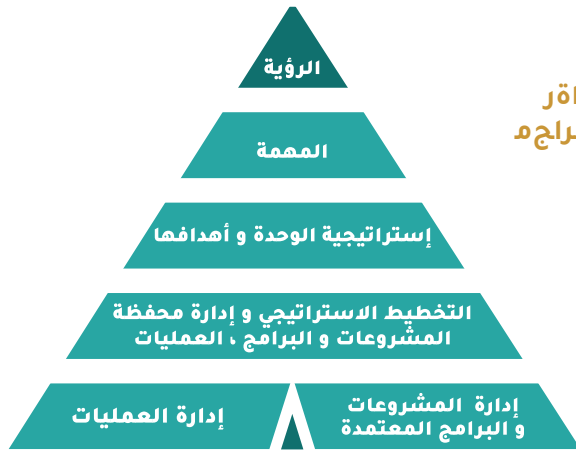 الرؤية
المهمة
إستراتيجية الوحدة و أهدافها
التخطيط الاستراتيجي و إدارة محفظة
المشروعات و البرامج ، العمليات
إدارة المشروعات
و البرامج المعتمدة
إدارة العمليات